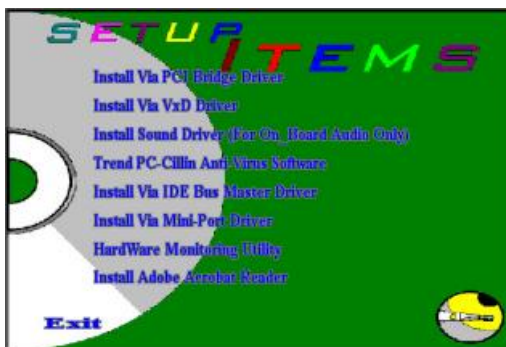 SETUP ITEMS
Install Via PCI Bridge Driver
Install Via VxD Driver
Install Sound Driver (For On_Board Audio Only)
Trend PC-Cillin Anti-Virus Software
Install Via IDE Bus Master Driver
Install Via Mini-Port Driver
HardWare Monitoring Utility
Install Adobe Acrobat Reader
Exit